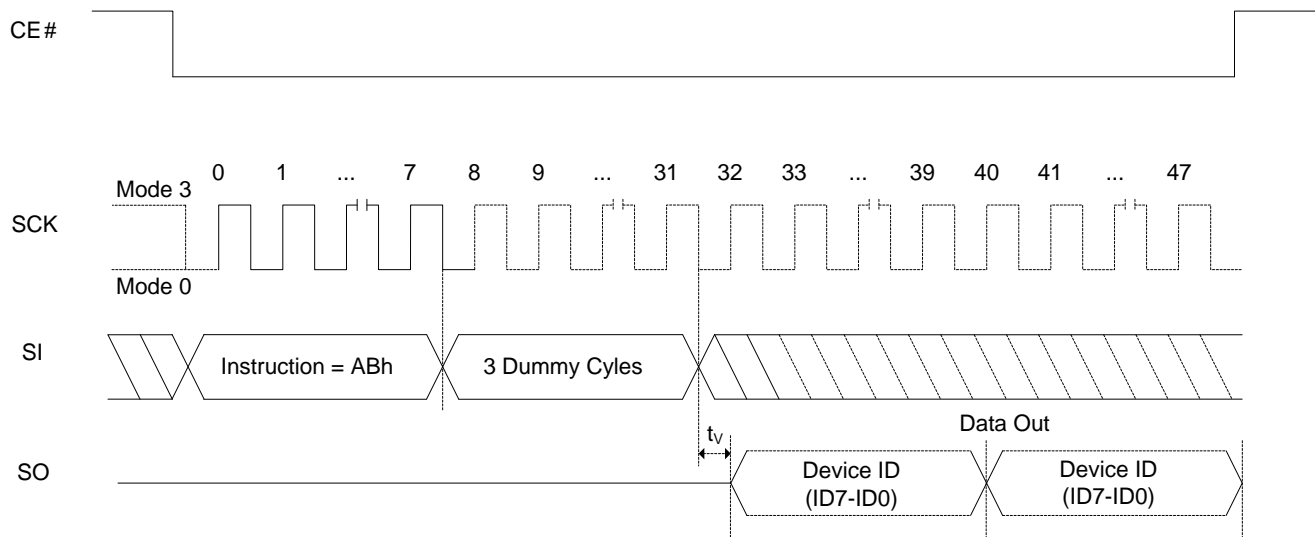 CE#
0 1 ... 7 8 9 ... 31 32 33 ... 39 40 41 ... 47
Mode 3
SCK
Mode 0
SI
Instruction = ABh
3 Dummy Cyles
tV
Data Out
SO
Device ID
(ID7-ID0)
Device ID
(ID7-ID0)